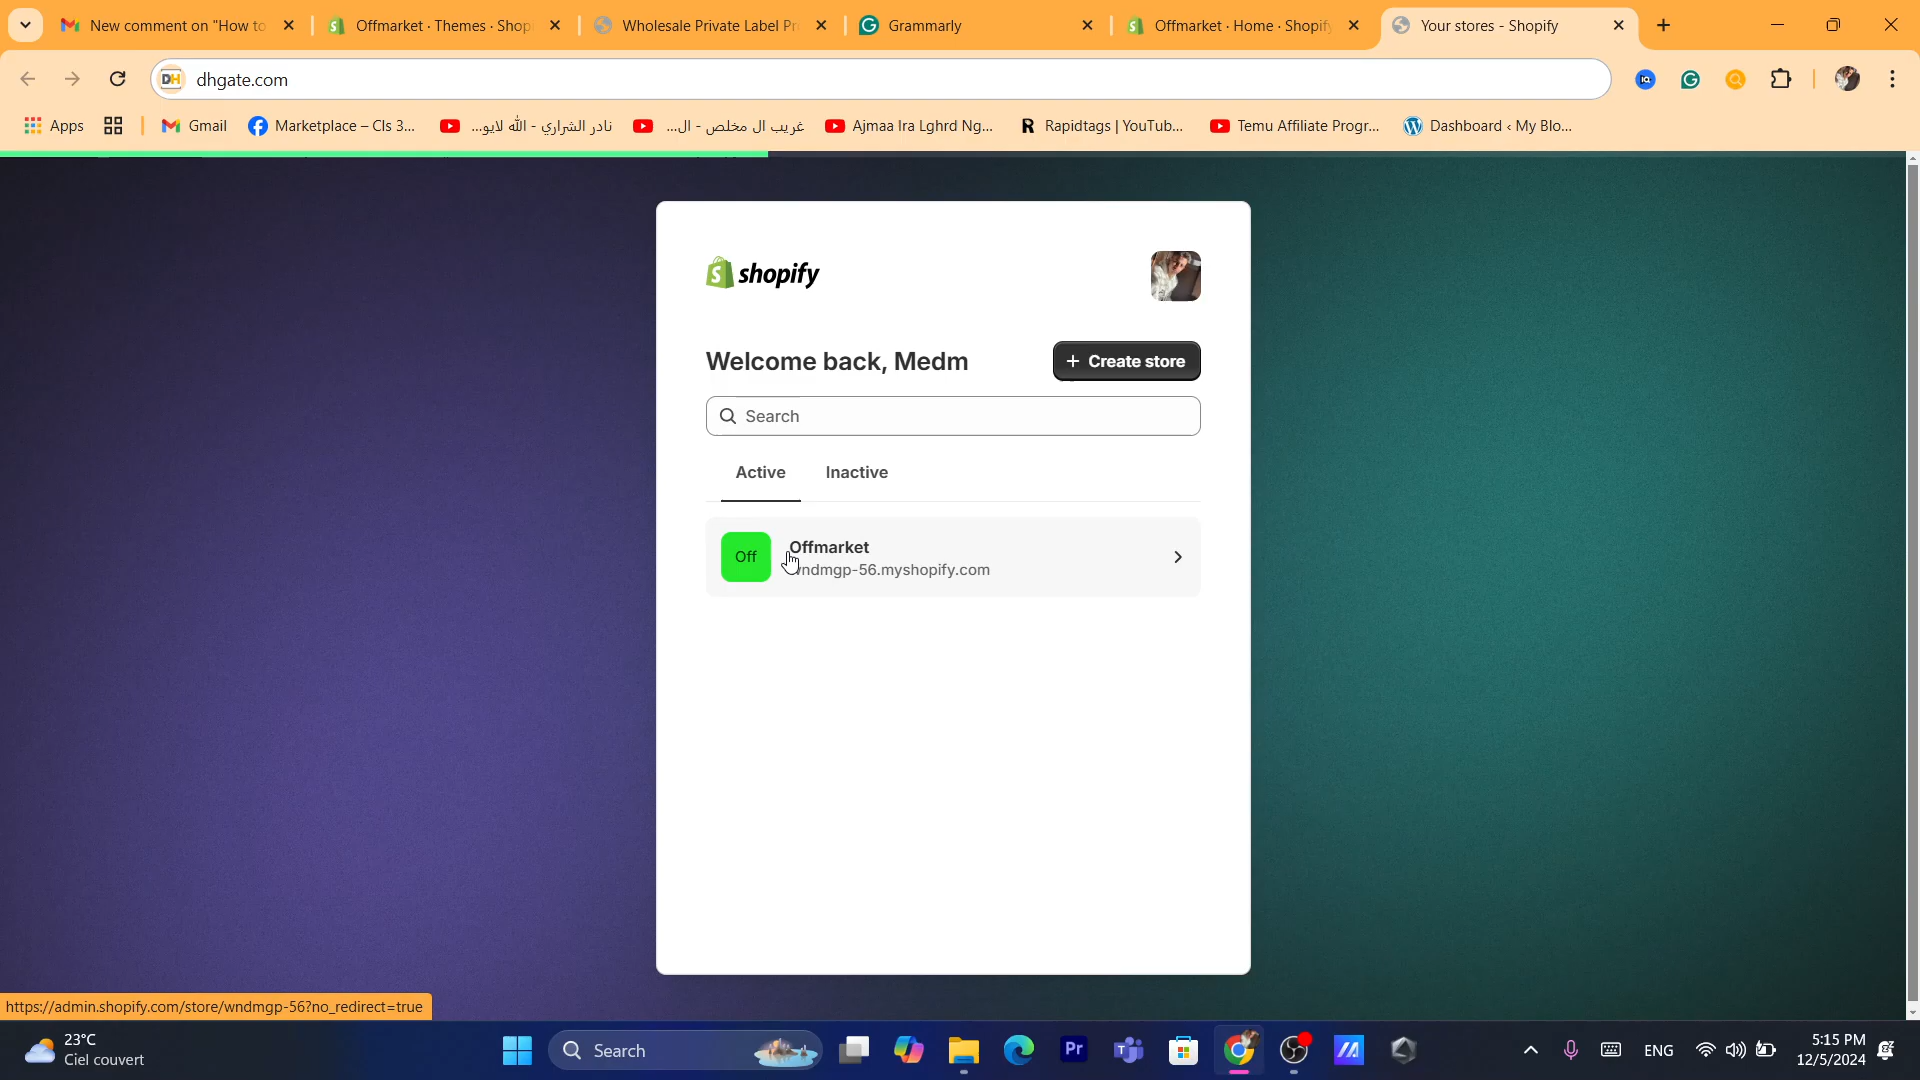 New comment on "How to
Offmarket · Themes · Shop
Wholesale Private Label Pr
Grammarly
Offmarket · Home · Shopify
Your stores - Shopify
DH dhgate.com
Apps
Gmail
Marketplace – Cls 3...
نادر الشراري - الله لايو...
غريب ال مخلص - ال...
Ajmaa Ira Lghrd Ng...
Rapidtags | YouTub...
Temu Affiliate Progr...
Dashboard ‹ My Blo...
shopify
Welcome back, Medm
+ Create store
Search
Active
Inactive
Off
Offmarket
wndmgp-56.myshopify.com
https://admin.shopify.com/store/wndmgp-56?no_redirect=true
23°C
Ciel couvert
Search
Pr
ENG
5:15 PM
12/5/2024